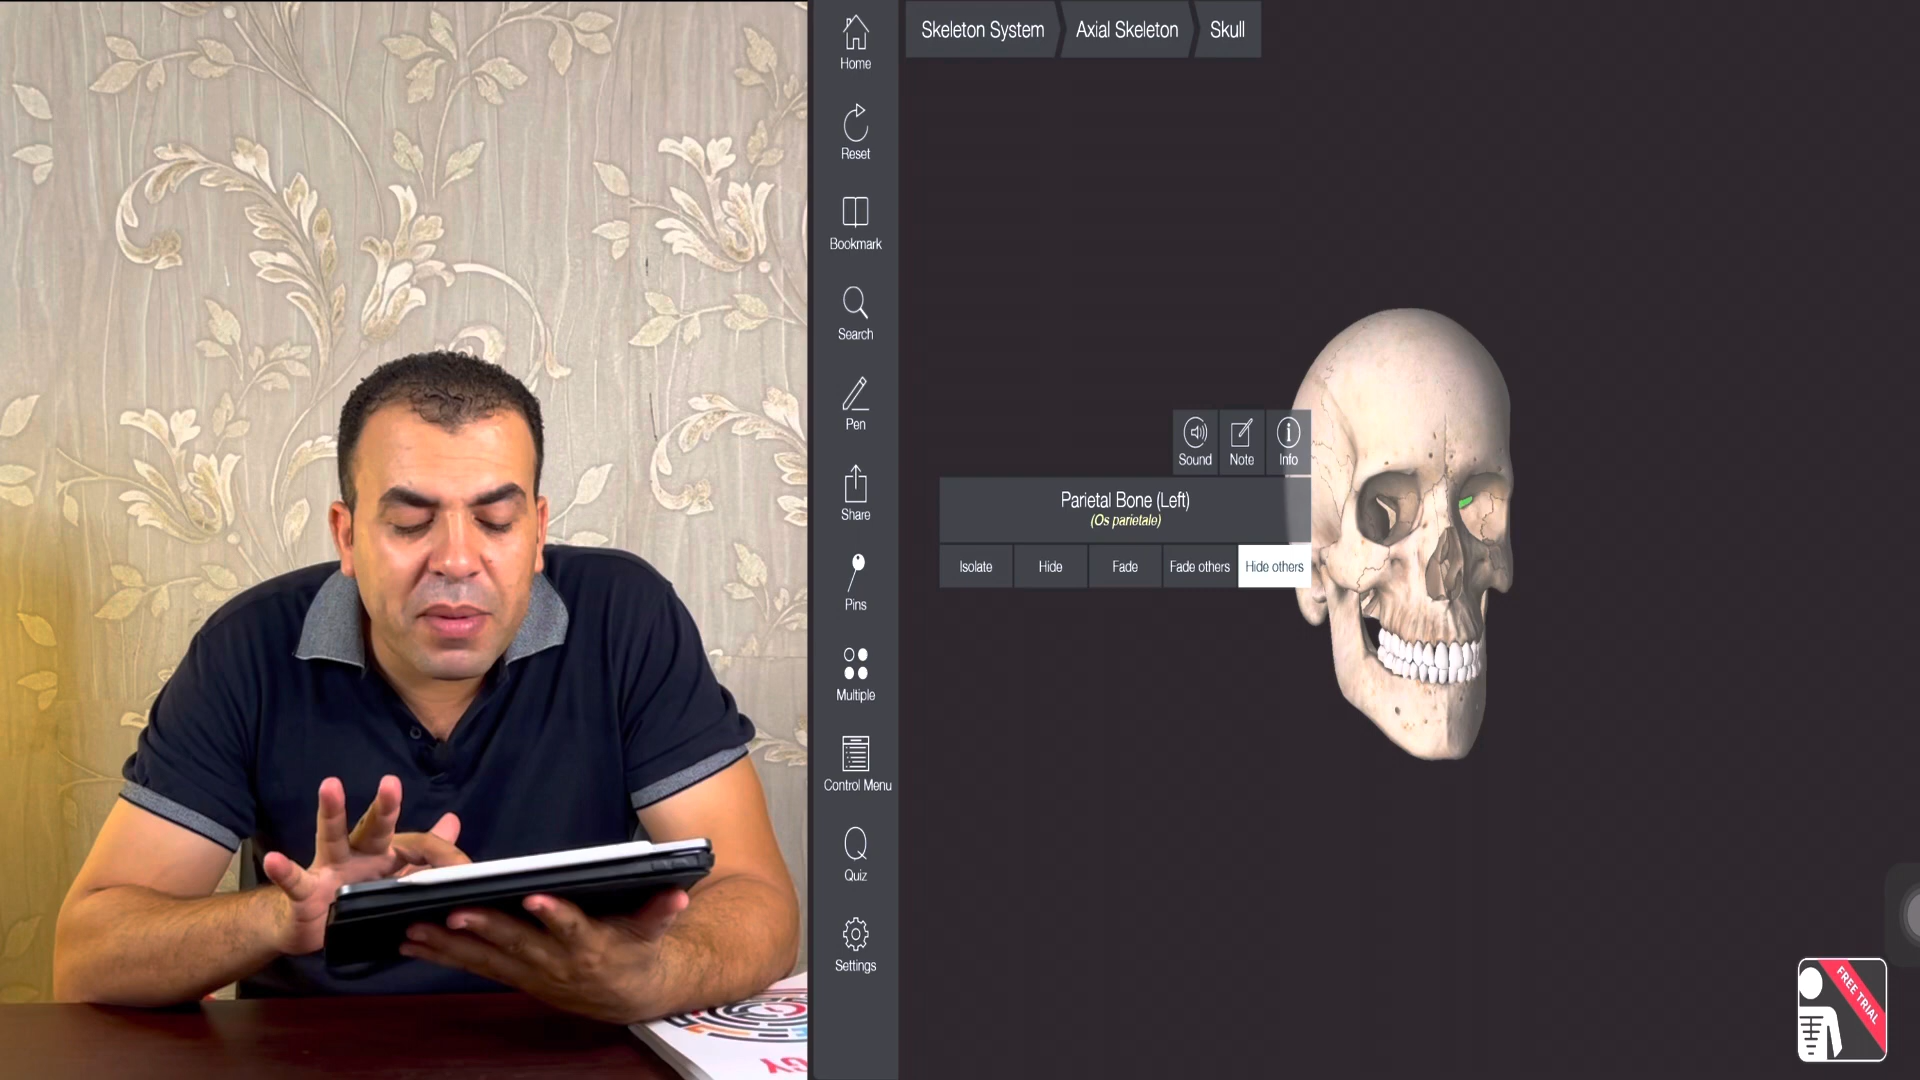 Home
Reset
Bookmark
Search
Pen
Share
Pins
Multiple
Control Menu
Quiz
Settings
Skeleton System
Axial Skeleton
Skull
Sound
Note
Info
Parietal Bone (Left)
(Os parietale)
Isolate
Hide
Fade
Fade others
Hide others
FREE TRIAL